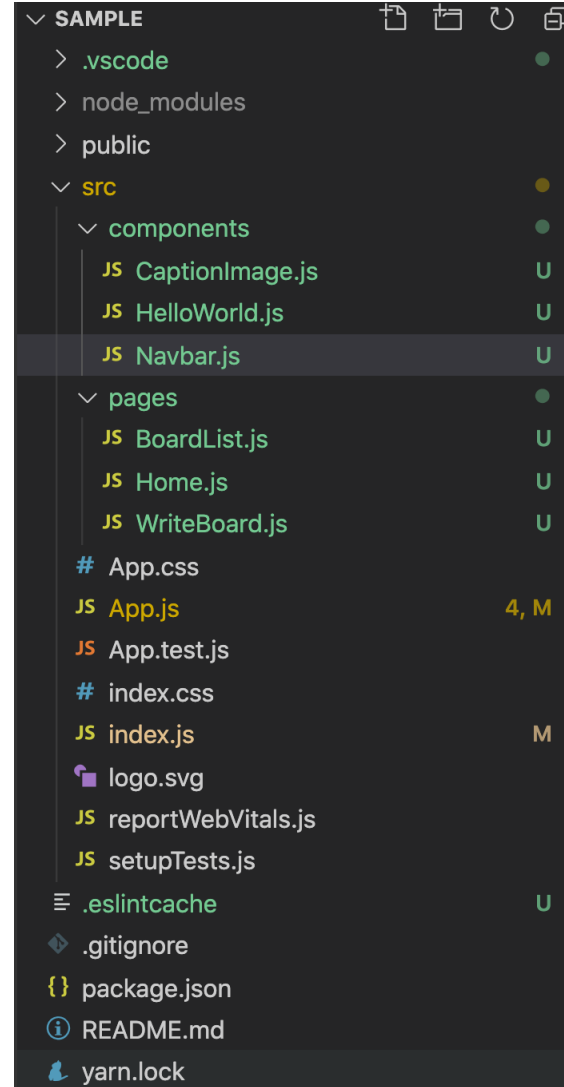 SAMPLE
.vscode
node_modules
public
src
components
JS CaptionImage.js U
JS HelloWorld.js U
JS Navbar.js U
pages
JS BoardList.js U
JS Home.js U
JS WriteBoard.js U
# App.css
JS App.js 4, M
JS App.test.js
# index.css
JS index.js M
logo.svg
JS reportWebVitals.js
JS setupTests.js
.eslintcache U
.gitignore
{} package.json
README.md
yarn.lock